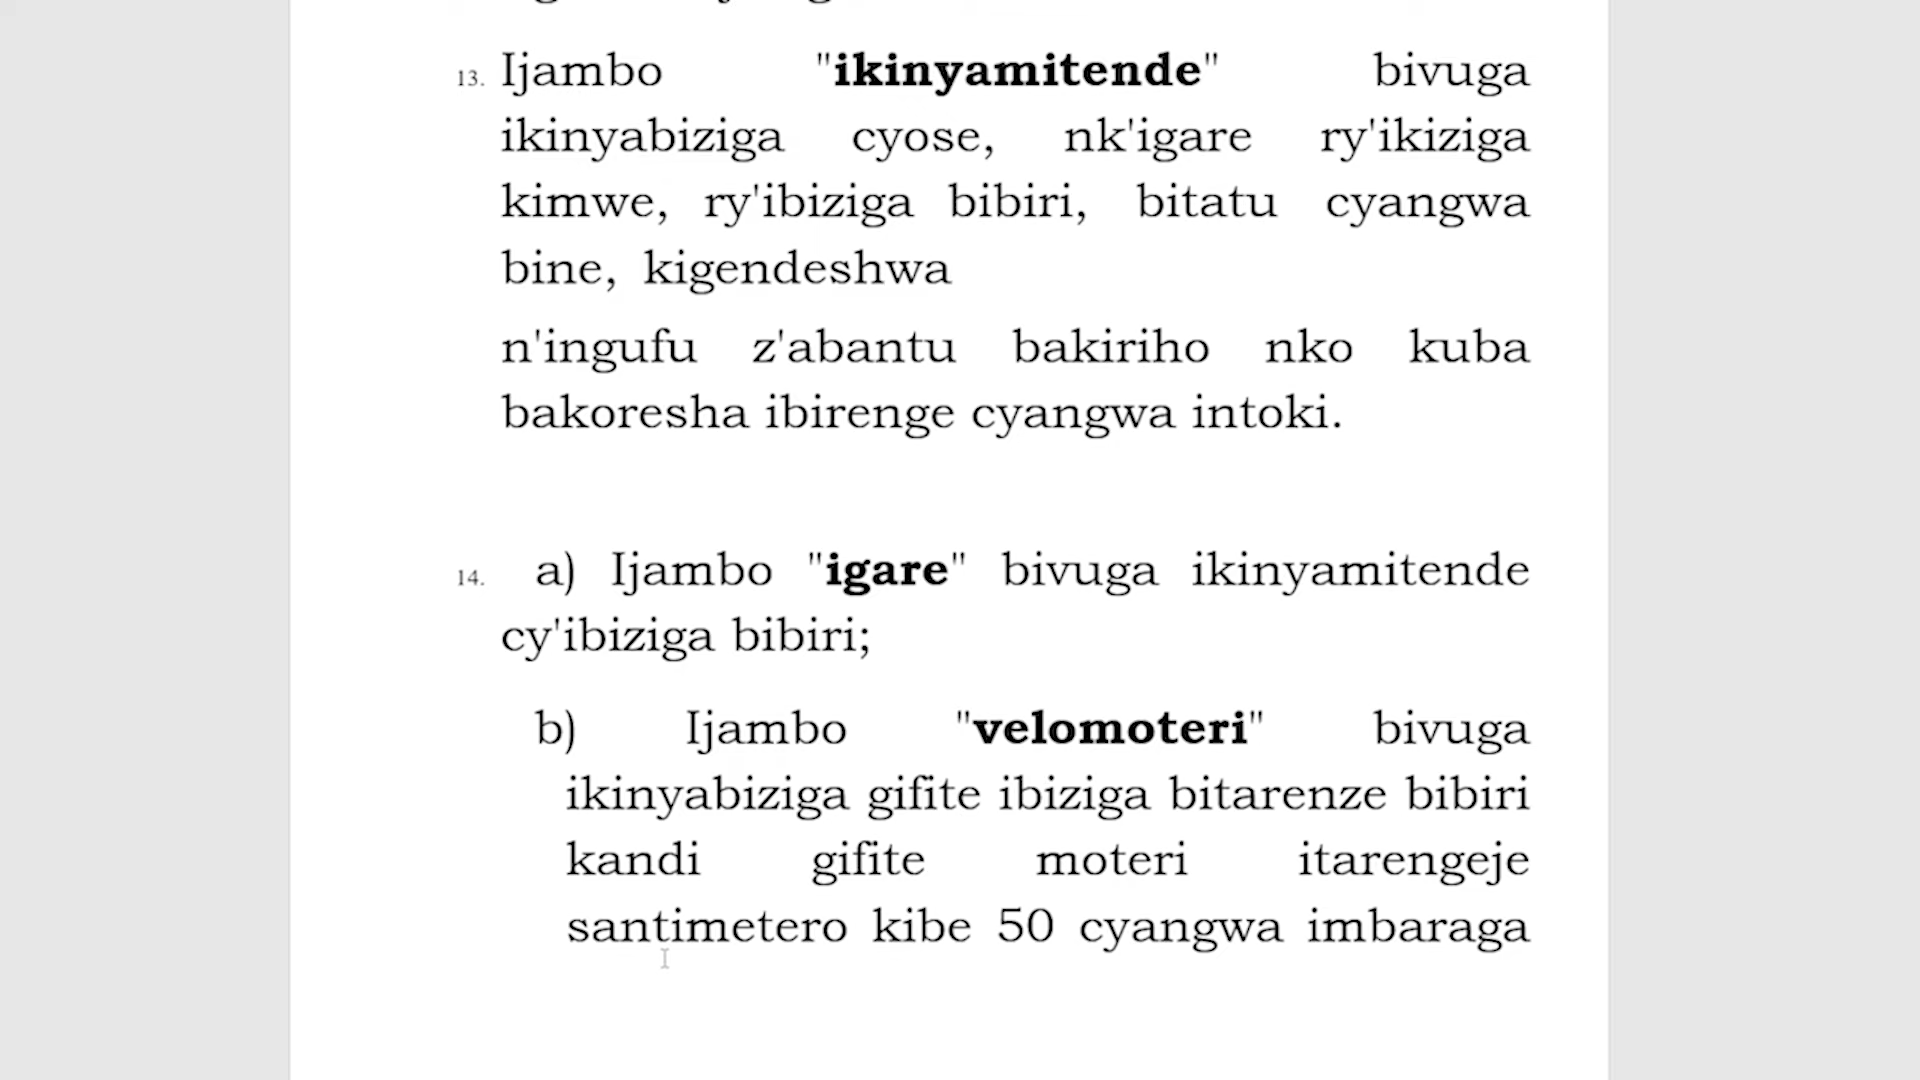 13. Ijambo "ikinyamitende" bivuga
ikinyabiziga cyose, nk'igare ry'ikiziga
kimwe, ry'ibiziga bibiri, bitatu cyangwa
bine, kigendeshwa
n'ingufu z'abantu bakiriho nko kuba
bakoresha ibirenge cyangwa intoki.
14. a) Ijambo "igare" bivuga ikinyamitende
cy'ibiziga bibiri;
b) Ijambo "velomoteri" bivuga
ikinyabiziga gifite ibiziga bitarenze bibiri
kandi gifite moteri itarengeje
santimetero kibe 50 cyangwa imbaraga